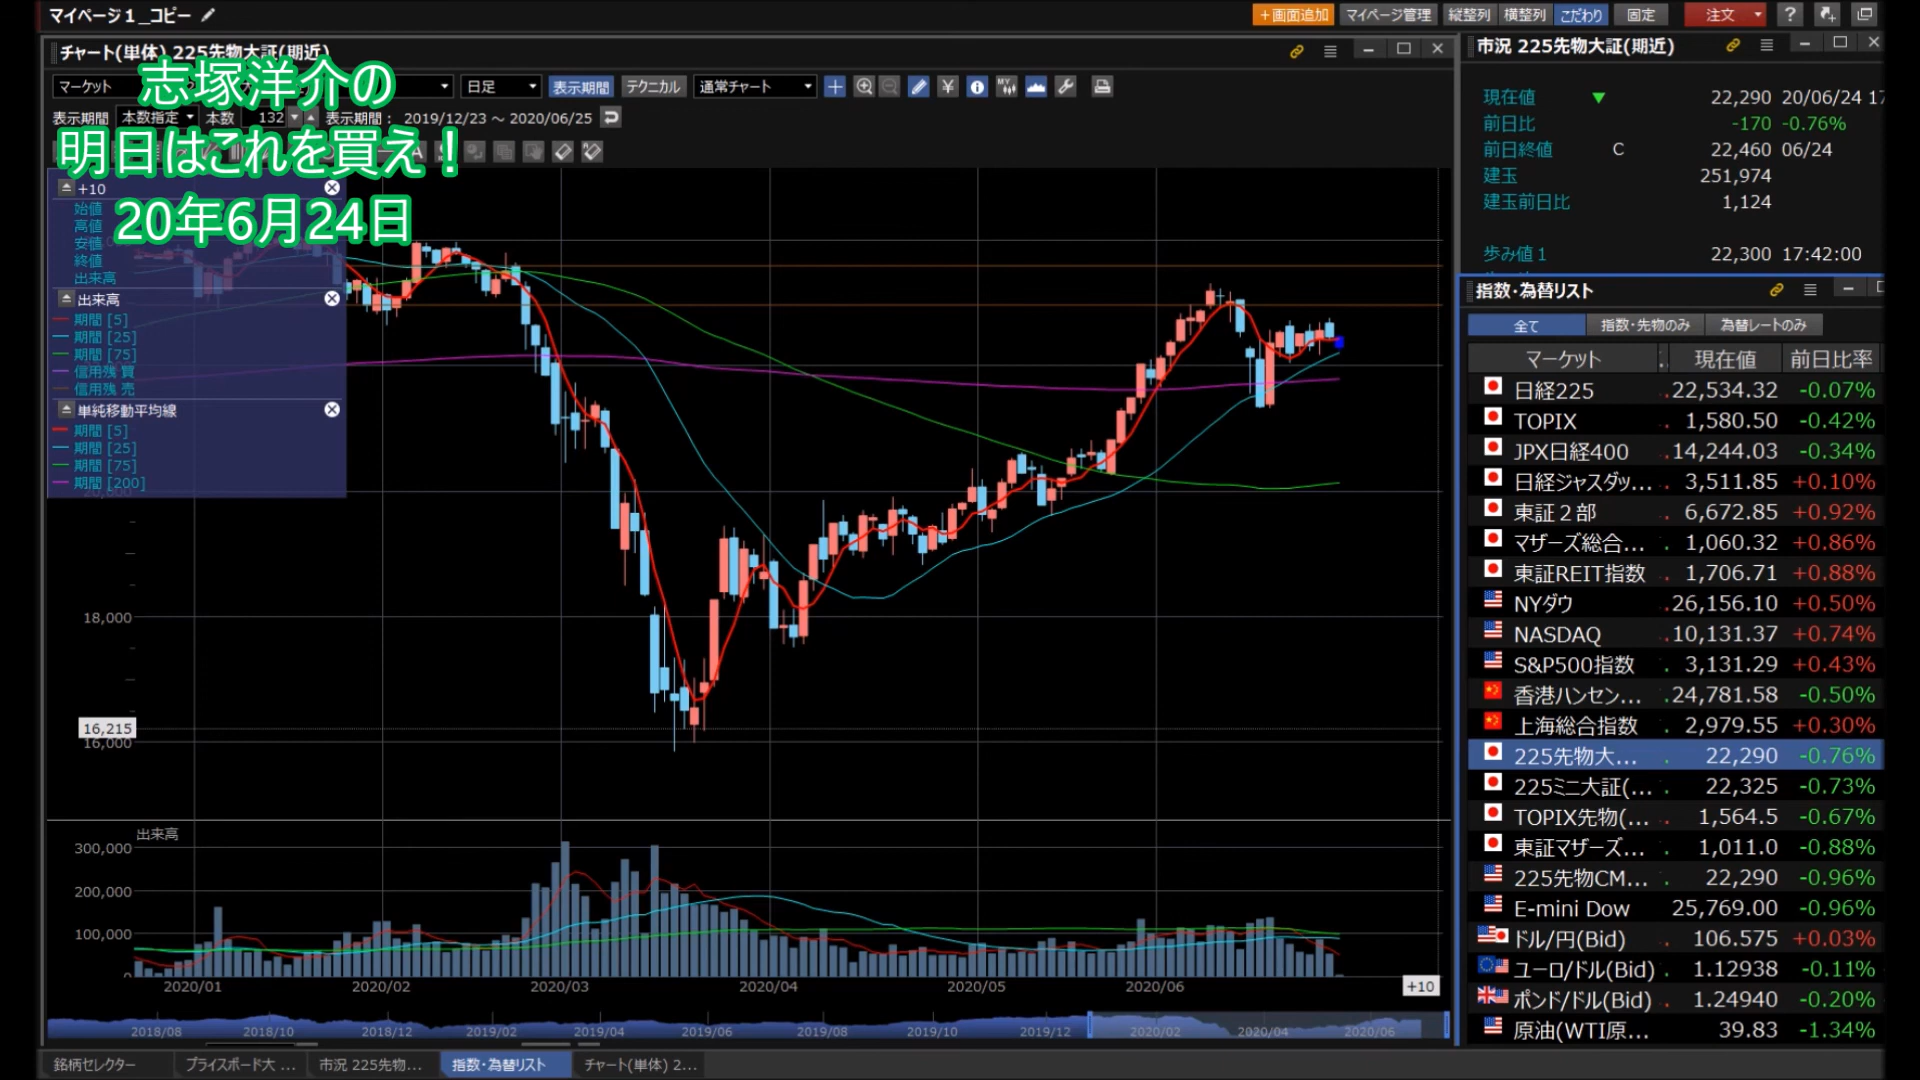 マイページ１_コピー
＋画面追加 マイページ管理 縦整列 横整列 こだわり 固定 注文 ?
チャート(単体) 225先物大証(期近)
マーケット 日足 表示期間 テクニカル 通常チャート
表示期間 本数指定 本数 132 表示期間： 2019/12/23 ～ 2020/06/25
志塚洋介の
明日はこれを買え！
20年6月24日
+10
始値
高値
安値
終値
出来高
出来高
期間 [5]
期間 [25]
期間 [75]
信用残 買
信用残 売
単純移動平均線
期間 [5]
期間 [25]
期間 [75]
期間 [200]
18,000
16,215
16,000
出来高
300,000
200,000
100,000
0
2020/01 2020/02 2020/03 2020/04 2020/05 2020/06 +10
2018/08 2018/10 2018/12 2019/02 2019/04 2019/06 2019/08 2019/10 2019/12 2020/02 2020/04 2020/06
銘柄セレクター プライスボード大 ... 市況 225先物... 指数・為替リスト チャート(単体) 2...
市況 225先物大証(期近)
現在値 ▼ 22,290 20/06/24 17
前日比 -170 -0.76%
前日終値 C 22,460 06/24
建玉 251,974
建玉前日比 1,124
歩み値１ 22,300 17:42:00
指数・為替リスト
全て 指数・先物のみ 為替レートのみ
マーケット 現在値 前日比率
日経225 22,534.32 -0.07%
TOPIX 1,580.50 -0.42%
JPX日経400 14,244.03 -0.34%
日経ジャスダッ... 3,511.85 +0.10%
東証２部 6,672.85 +0.92%
マザーズ総合... 1,060.32 +0.86%
東証REIT指数 1,706.71 +0.88%
NYダウ 26,156.10 +0.50%
NASDAQ 10,131.37 +0.74%
S&P500指数 3,131.29 +0.43%
香港ハンセン... 24,781.58 -0.50%
上海総合指数 2,979.55 +0.30%
225先物大... 22,290 -0.76%
225ミニ大証(... 22,325 -0.73%
TOPIX先物(... 1,564.5 -0.67%
東証マザーズ... 1,011.0 -0.88%
225先物CM... 22,290 -0.96%
E-mini Dow 25,769.00 -0.96%
ドル/円(Bid) 106.575 +0.03%
ユーロ/ドル(Bid) 1.12938 -0.11%
ポンド/ドル(Bid) 1.24940 -0.20%
原油(WTI原... 39.83 -1.34%